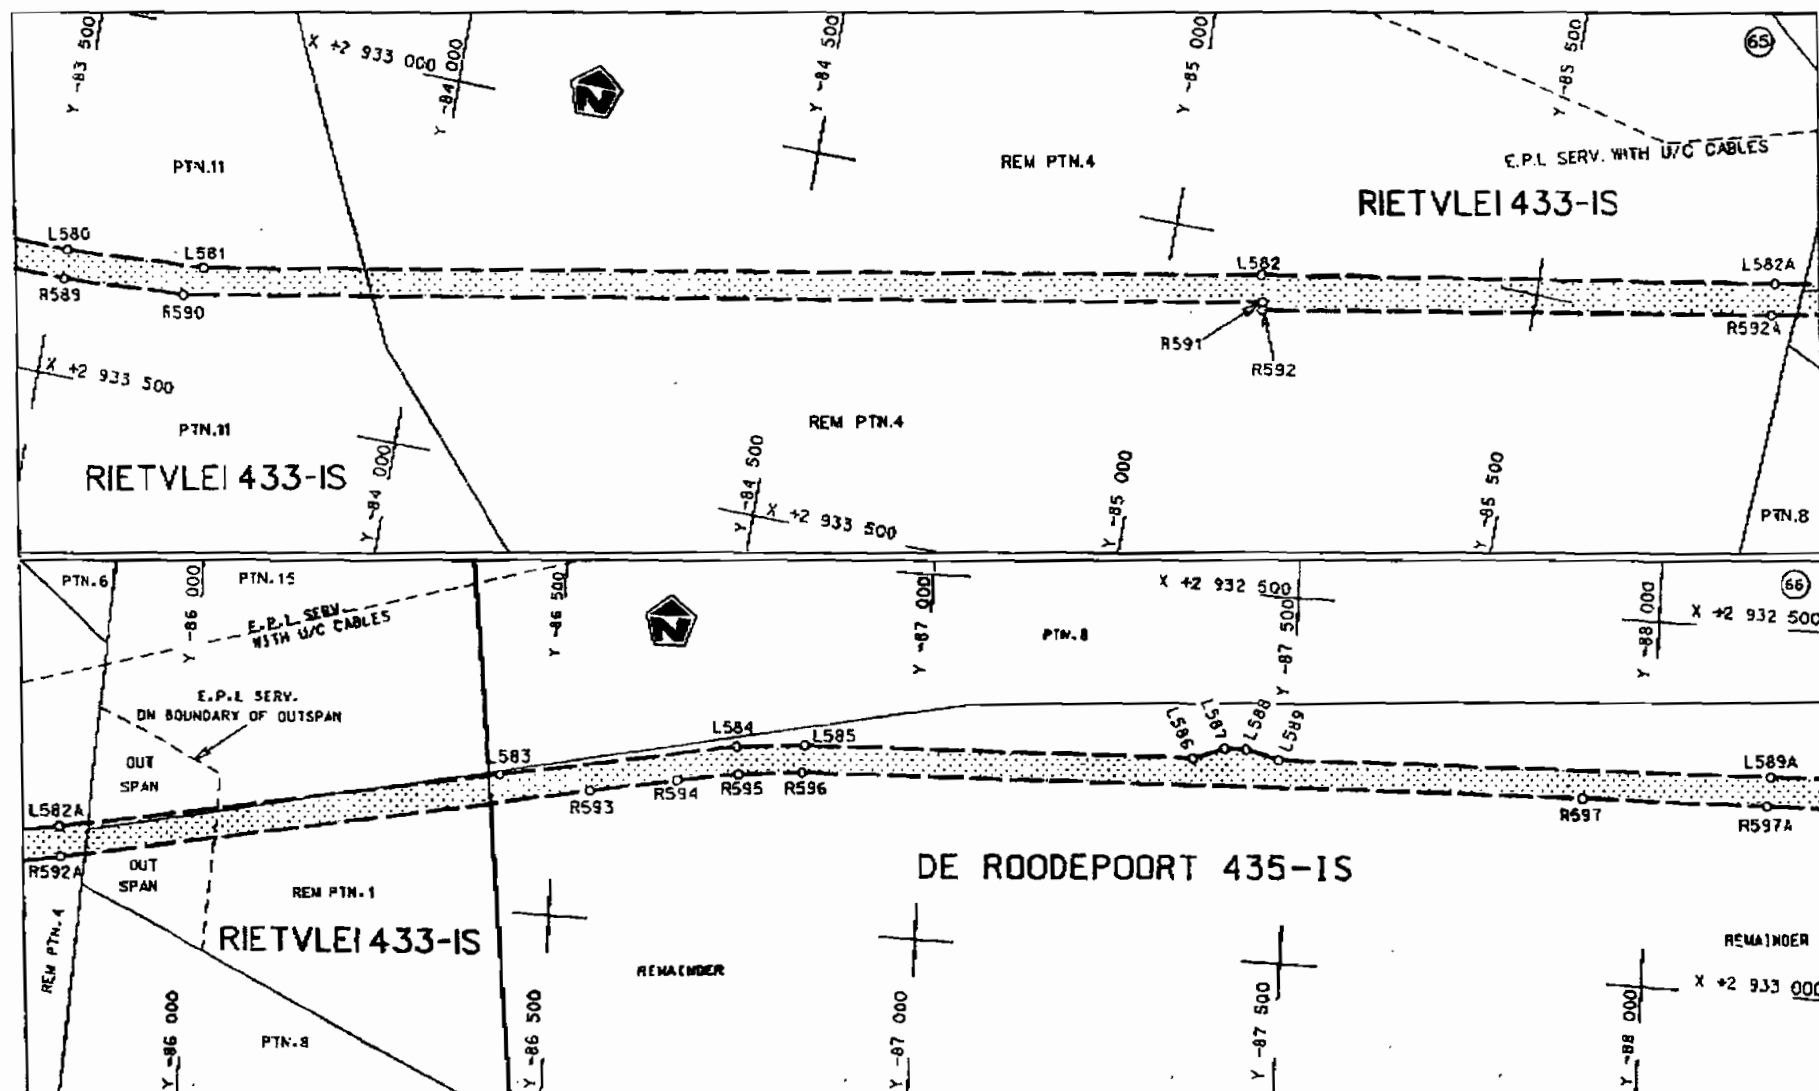 Y -83 500
X +2 933 000
Y -84 000
N
Y -84 500
Y -85 000
Y -85 500
65
PTN.11
REM PTN.4
E.P.L SERV. WITH U/G CABLES
RIETVLEI 433-IS
L580
L581
L582
L582A
R589
R590
R591
R592
R592A
X +2 933 500
PTN.11
REM PTN.4
RIETVLEI 433-IS
Y -84 000
Y -84 500
X +2 933 500
Y -85 000
Y -85 500
PTN.8
PTN.6
Y -86 000
PTN.15
E.P.L SERV.
WITH U/G CABLES
Y -86 500
N
Y -87 000
PTN.8
X +2 932 500
Y -87 500
Y -88 000
X +2 932 500
66
E.P.L SERV.
ON BOUNDARY OF OUTSPAN
OUT
SPAN
L582A
L583
L584
L585
L586
L587
L588
L589
L589A
R592A
R593
R594
R595
R596
R597
R597A
OUT
SPAN
REM PTN.4
REM PTN.1
RIETVLEI 433-IS
DE ROODEPOORT 435-IS
REMAINDER
REMAINDER
X +2 933 000
Y -86 000
PTN.8
Y -86 500
Y -87 000
Y -87 500
Y -88 000